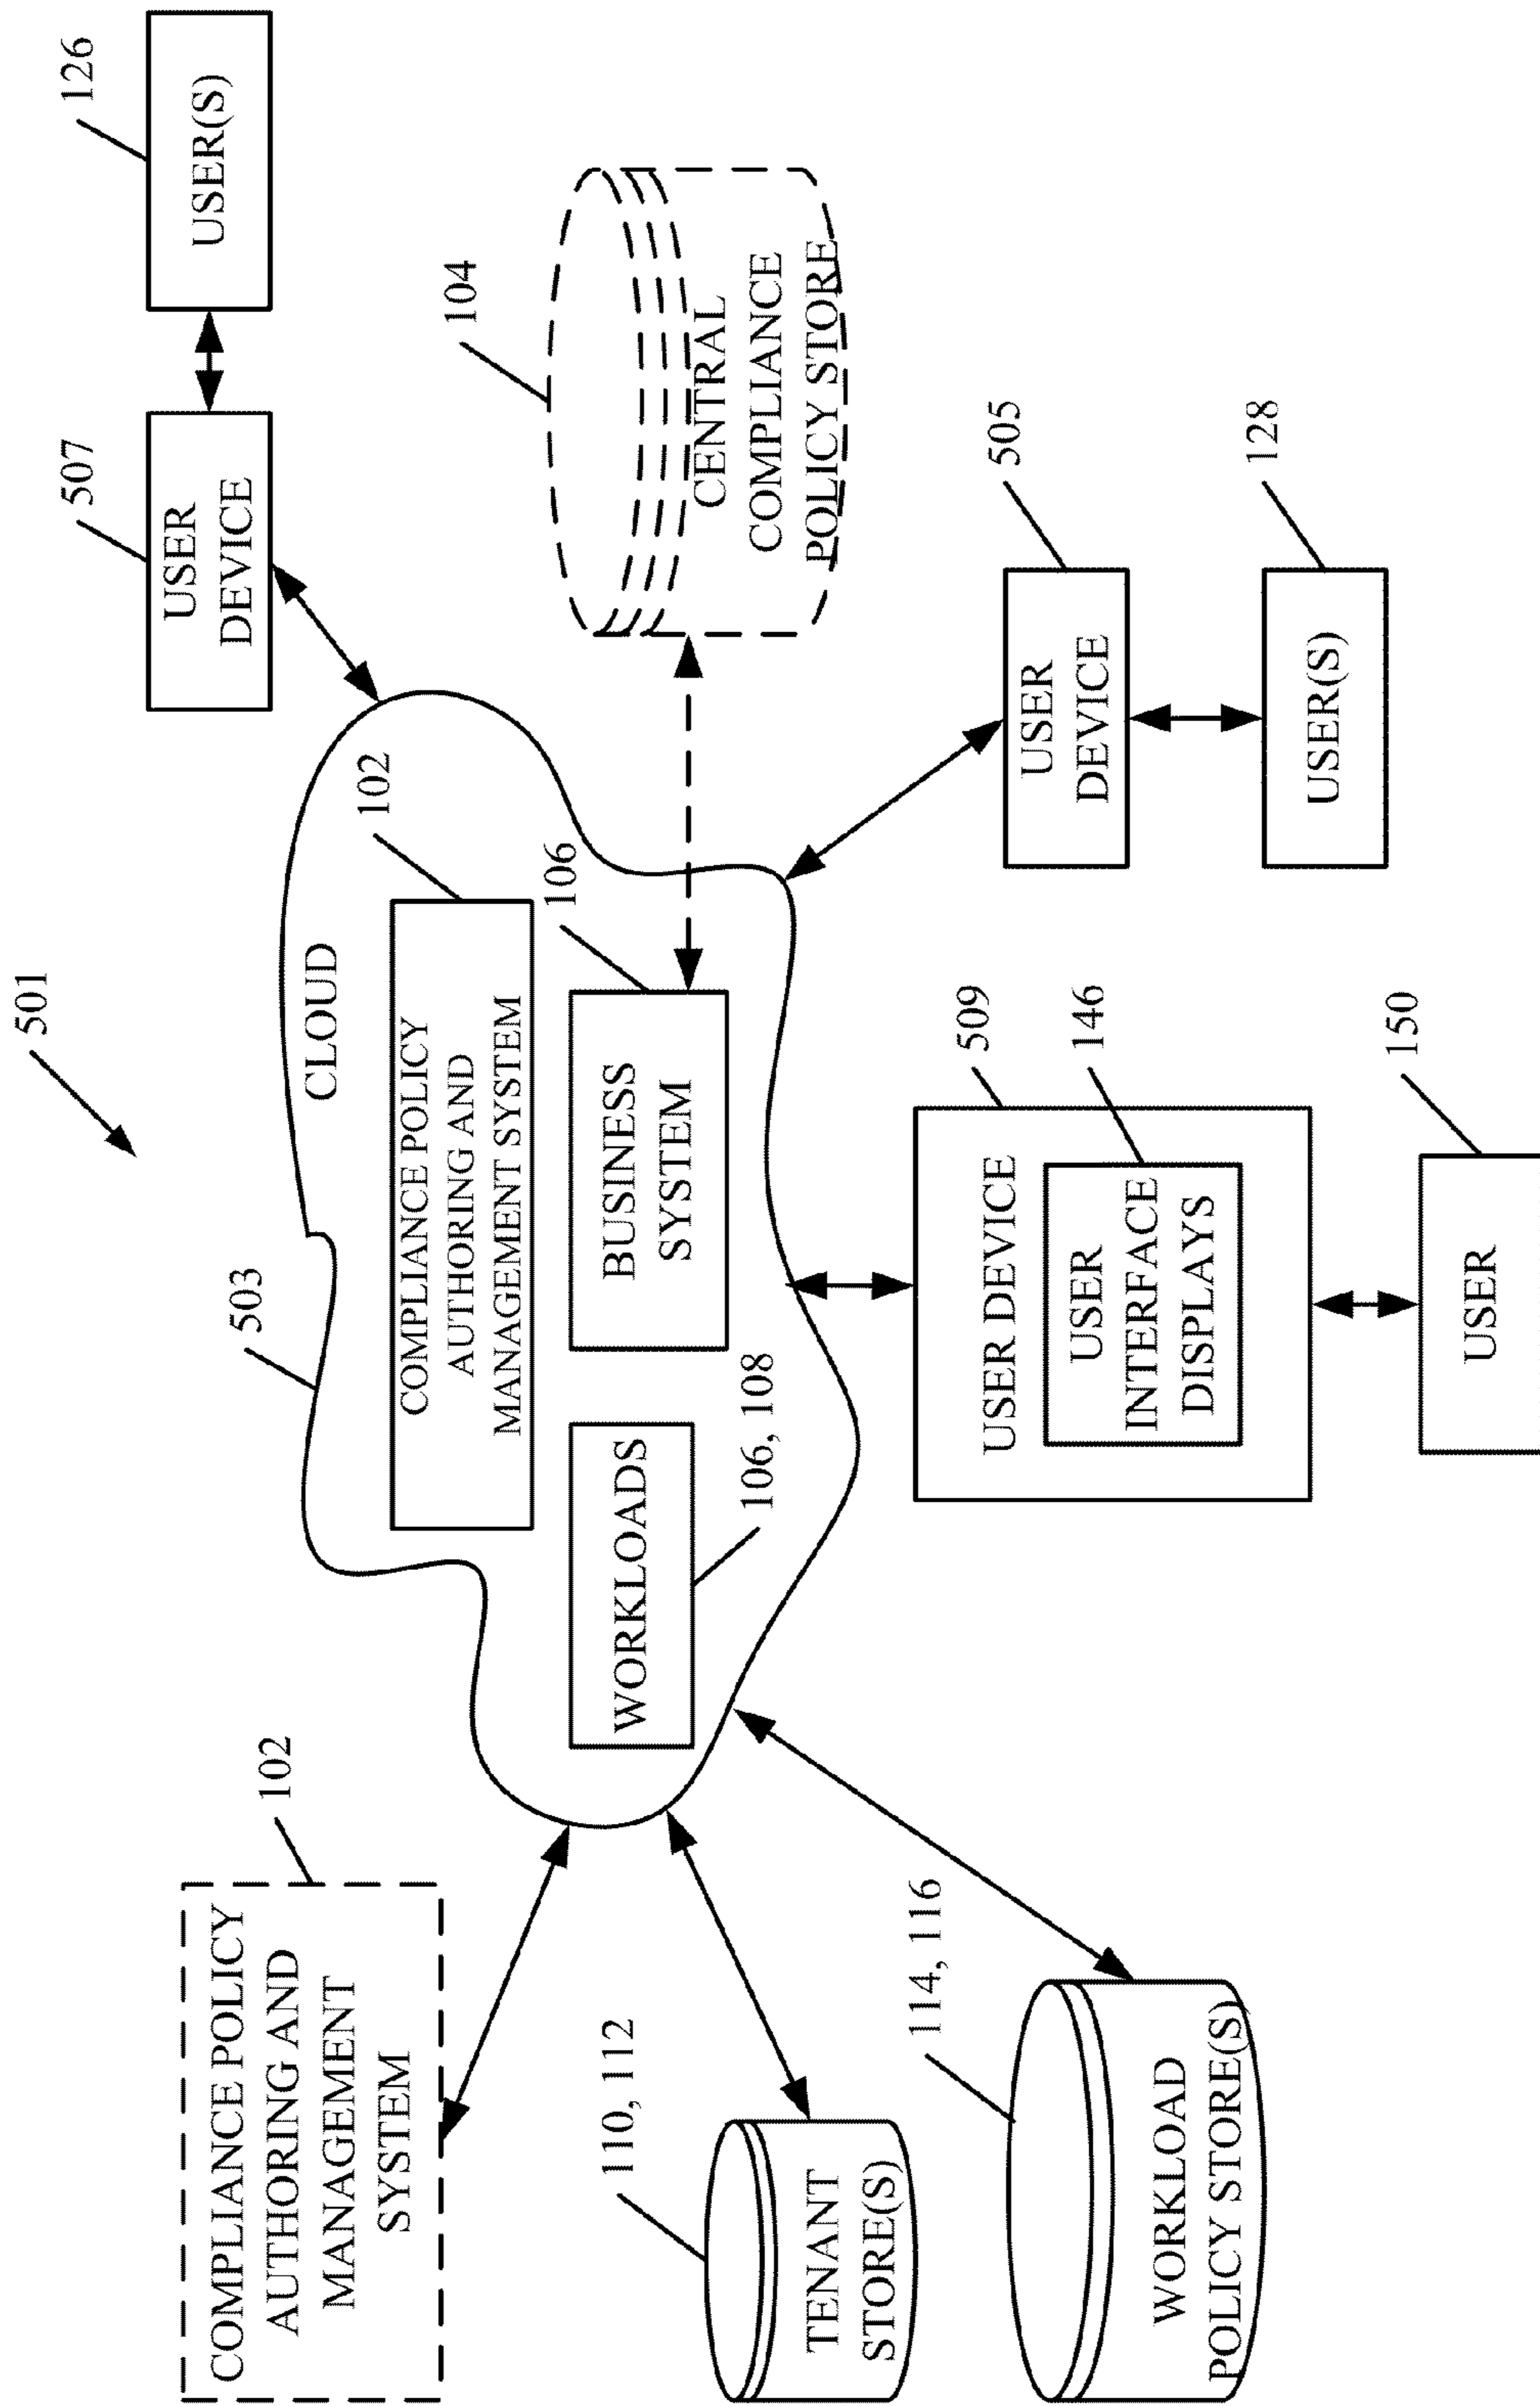 501
503
CLOUD
102
COMPLIANCE POLICY
AUTHORING AND
MANAGEMENT SYSTEM
106
BUSINESS
SYSTEM
WORKLOADS
106, 108
102
COMPLIANCE POLICY
AUTHORING AND
MANAGEMENT
SYSTEM
110, 112
TENANT
STORE(S)
114, 116
WORKLOAD
POLICY STORE(S)
507
USER
DEVICE
126
USER(S)
104
CENTRAL
COMPLIANCE
POLICY STORE
505
USER
DEVICE
128
USER(S)
509
USER DEVICE
146
USER
INTERFACE
DISPLAYS
150
USER